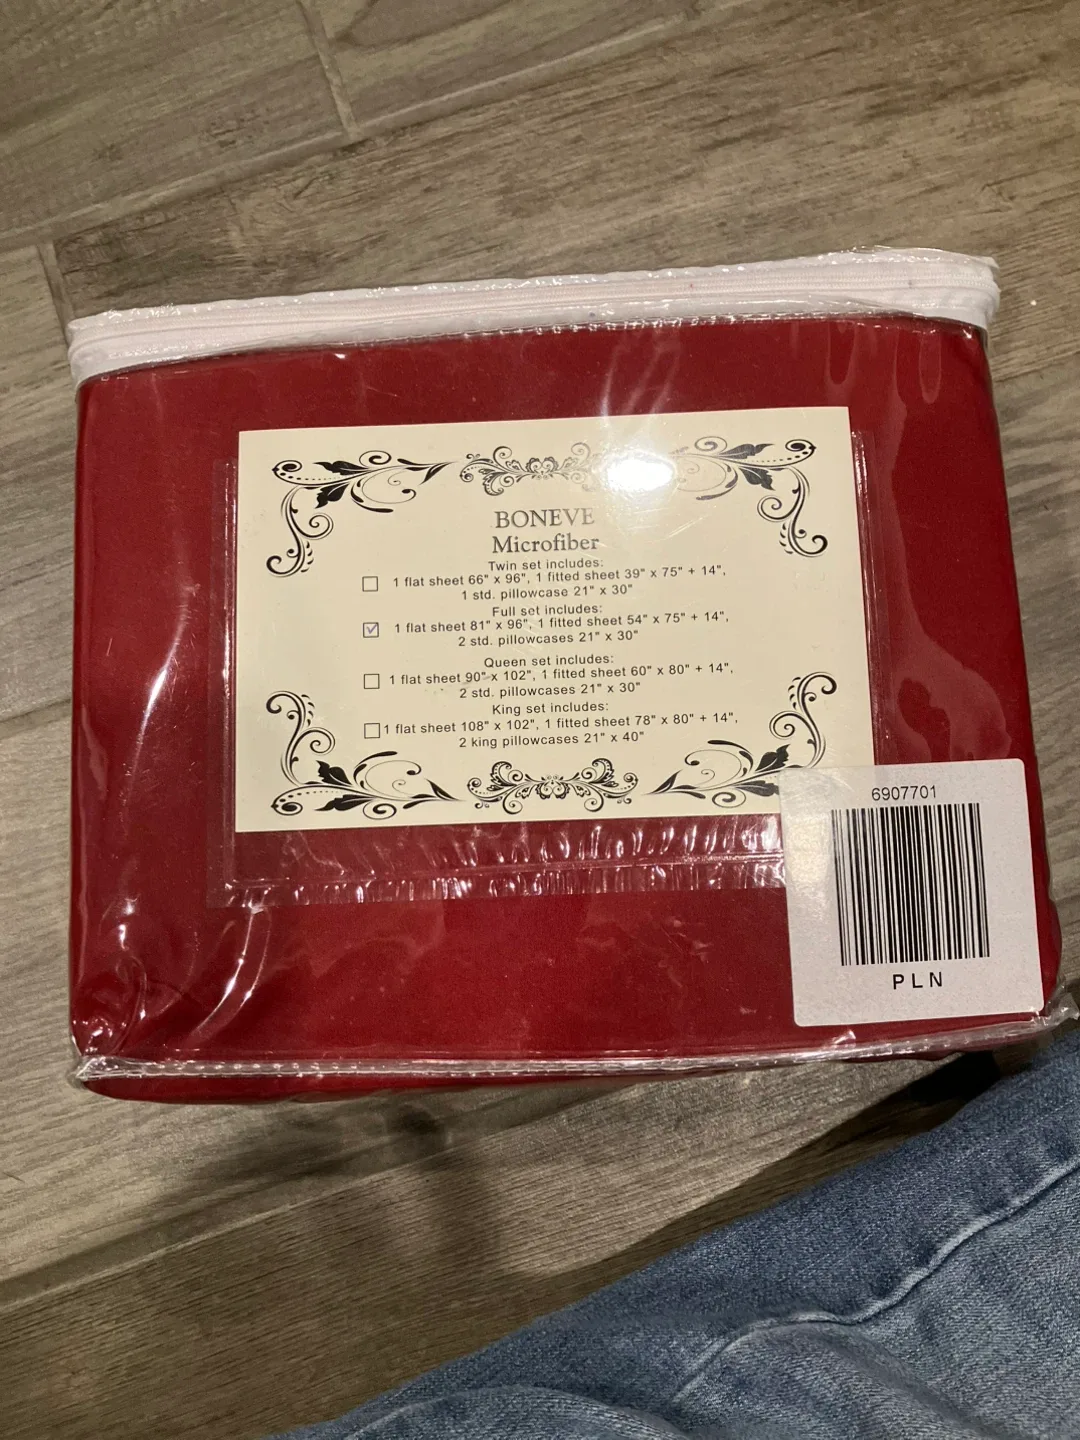 BONEVE
Microfiber
Twin set includes:
1 flat sheet 66" x 96", 1 fitted sheet 39" x 75" + 14",
1 std. pillowcase 21" x 30"
Full set includes:
1 flat sheet 81" x 96", 1 fitted sheet 54" x 75" + 14",
2 std. pillowcases 21" x 30"
Queen set includes:
1 flat sheet 90" x 102", 1 fitted sheet 60" x 80" + 14",
2 std. pillowcases 21" x 30"
King set includes:
1 flat sheet 108" x 102", 1 fitted sheet 78" x 80" + 14",
2 king pillowcases 21" x 40"
6907701
PLN